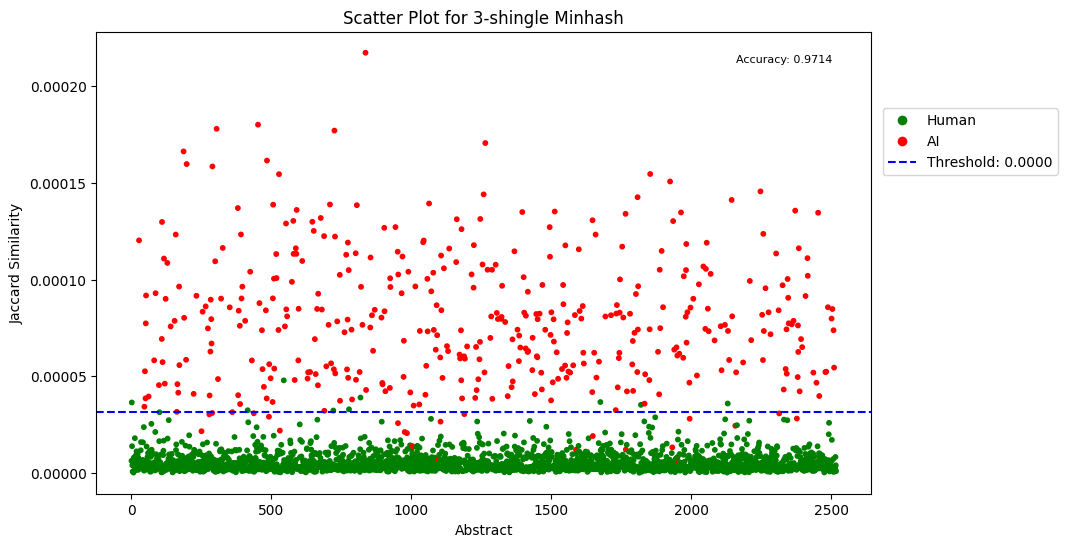 Scatter Plot for 3-shingle Minhash
Accuracy: 0.9714
Human
AI
Threshold: 0.0000
Jaccard Similarity
0.00020
0.00015
0.00010
0.00005
0.00000
0 500 1000 1500 2000 2500
Abstract